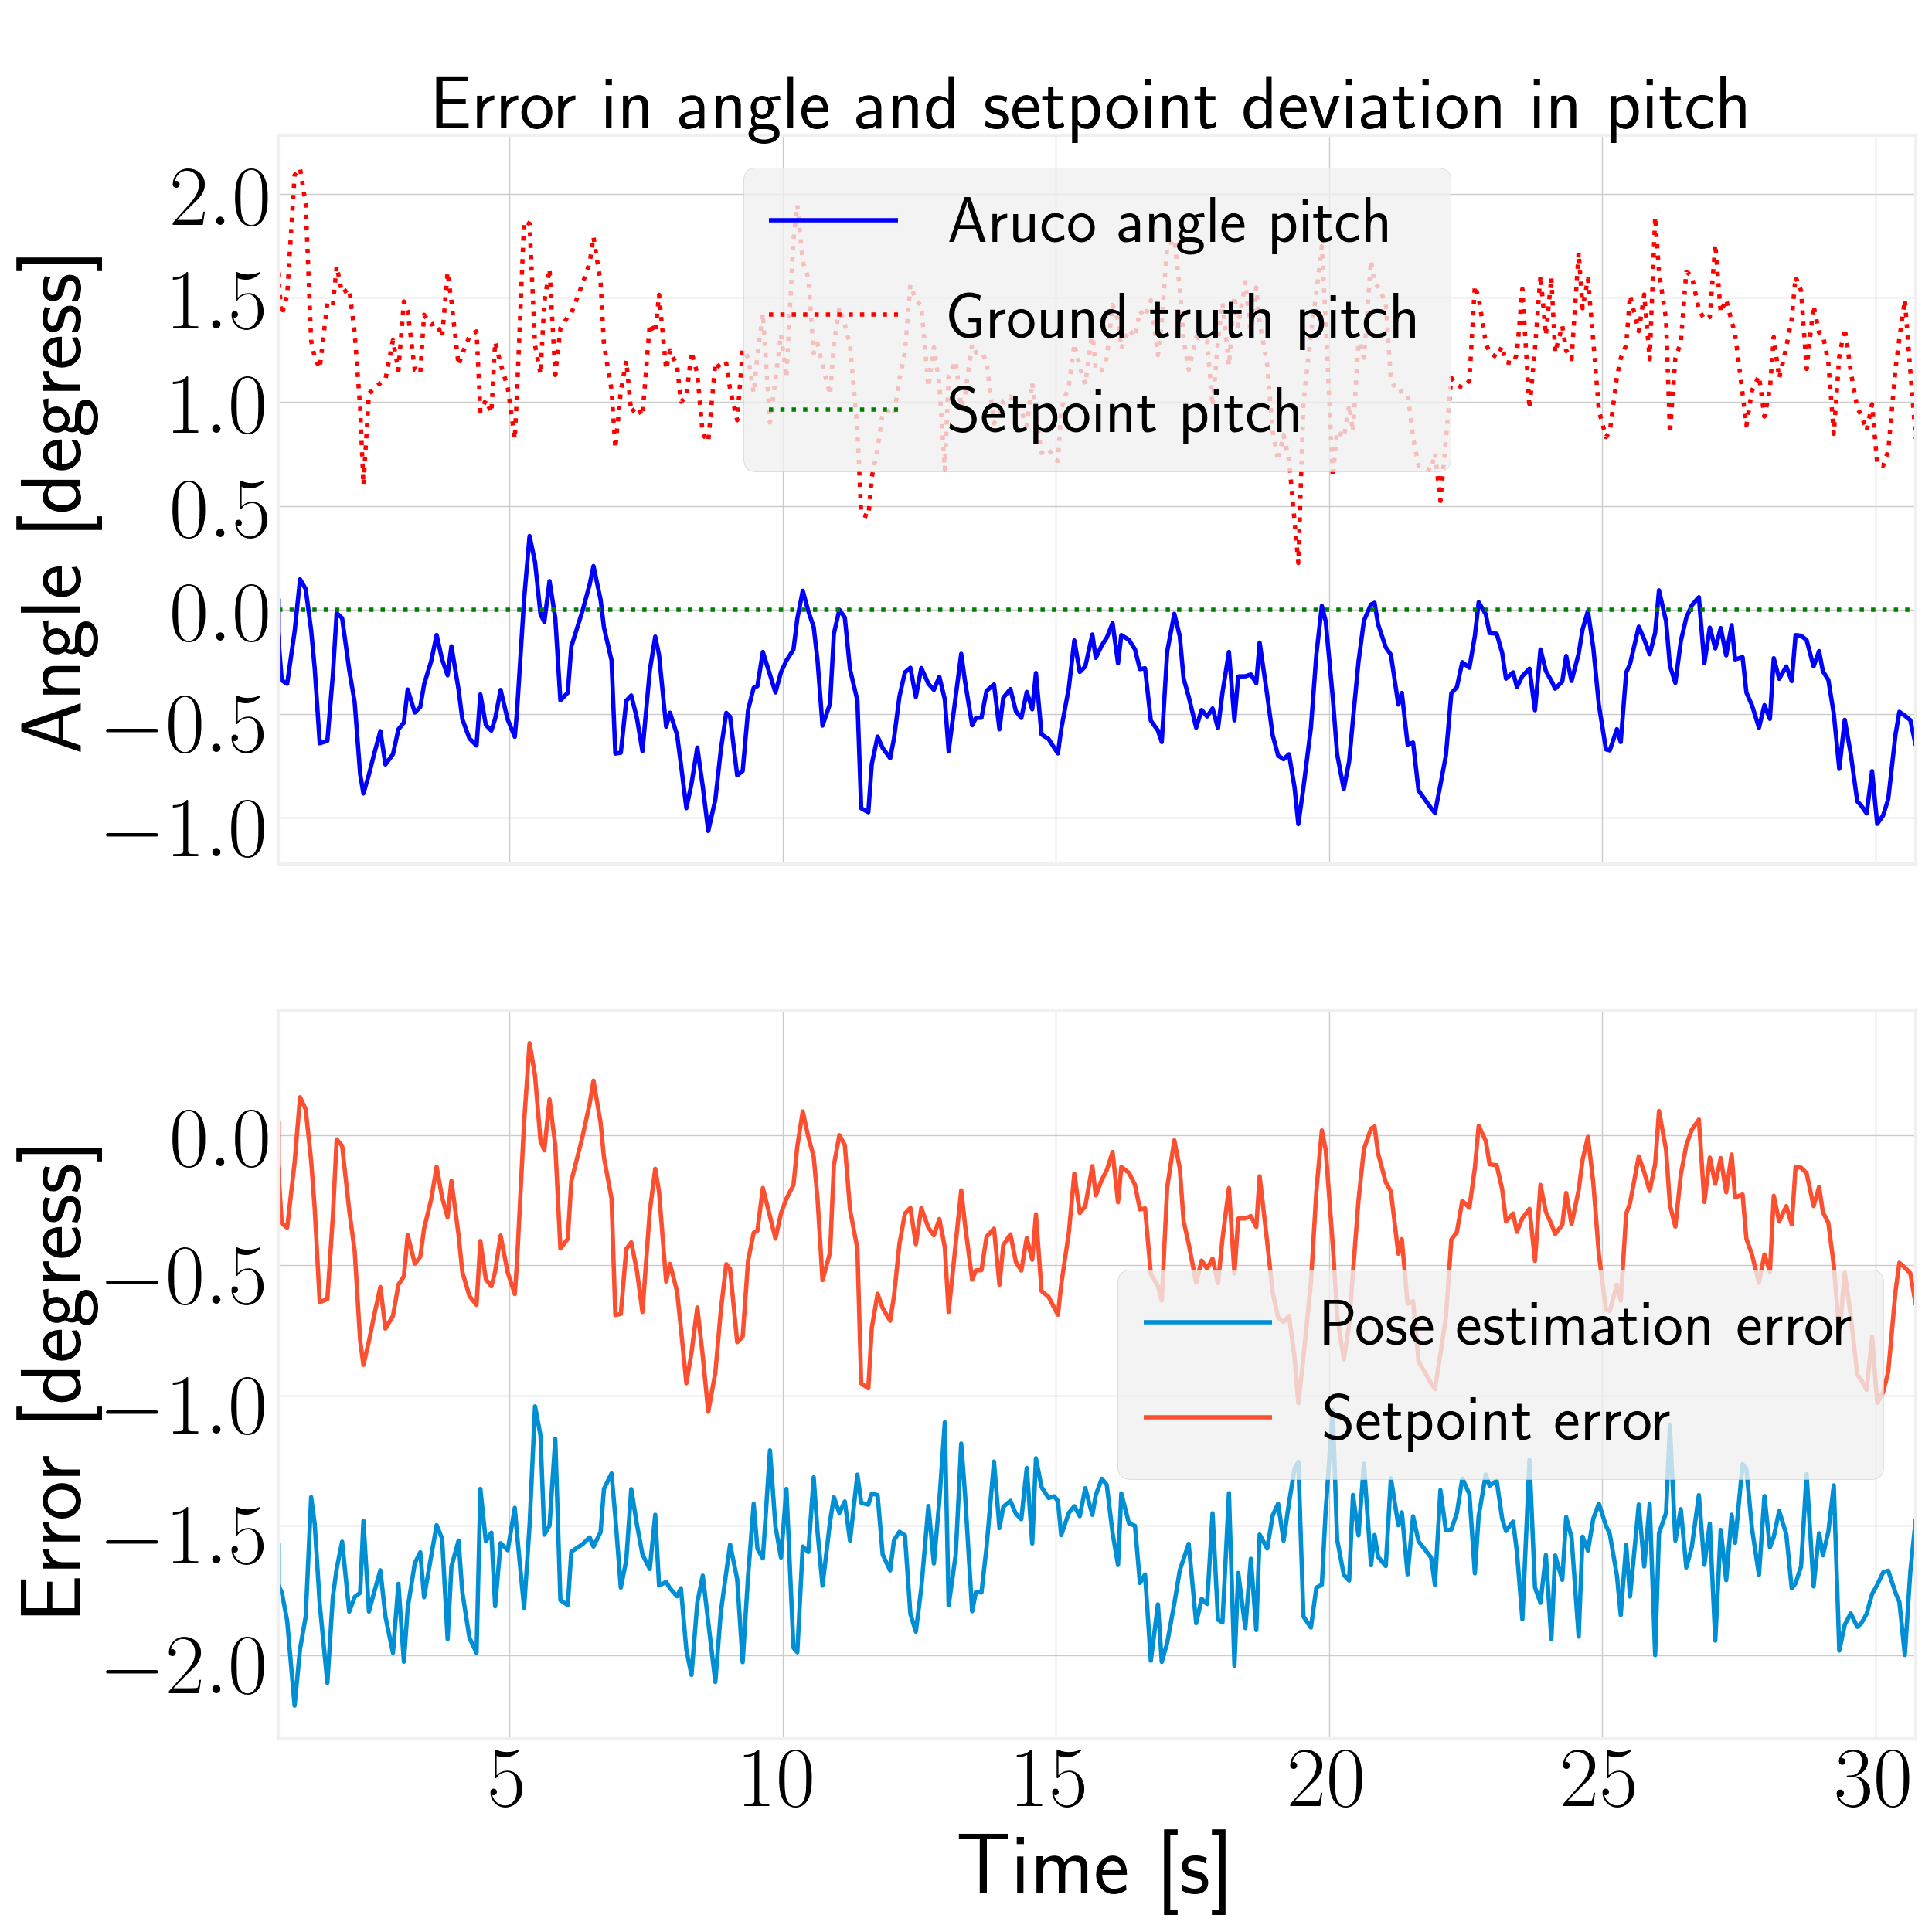 Error in angle and setpoint deviation in pitch
Angle [degress]
2.0
1.5
1.0
0.5
0.0
−0.5
−1.0
Aruco angle pitch
Ground truth pitch
Setpoint pitch
Error [degress]
0.0
−0.5
−1.0
−1.5
−2.0
Pose estimation error
Setpoint error
5 10 15 20 25 30
Time [s]